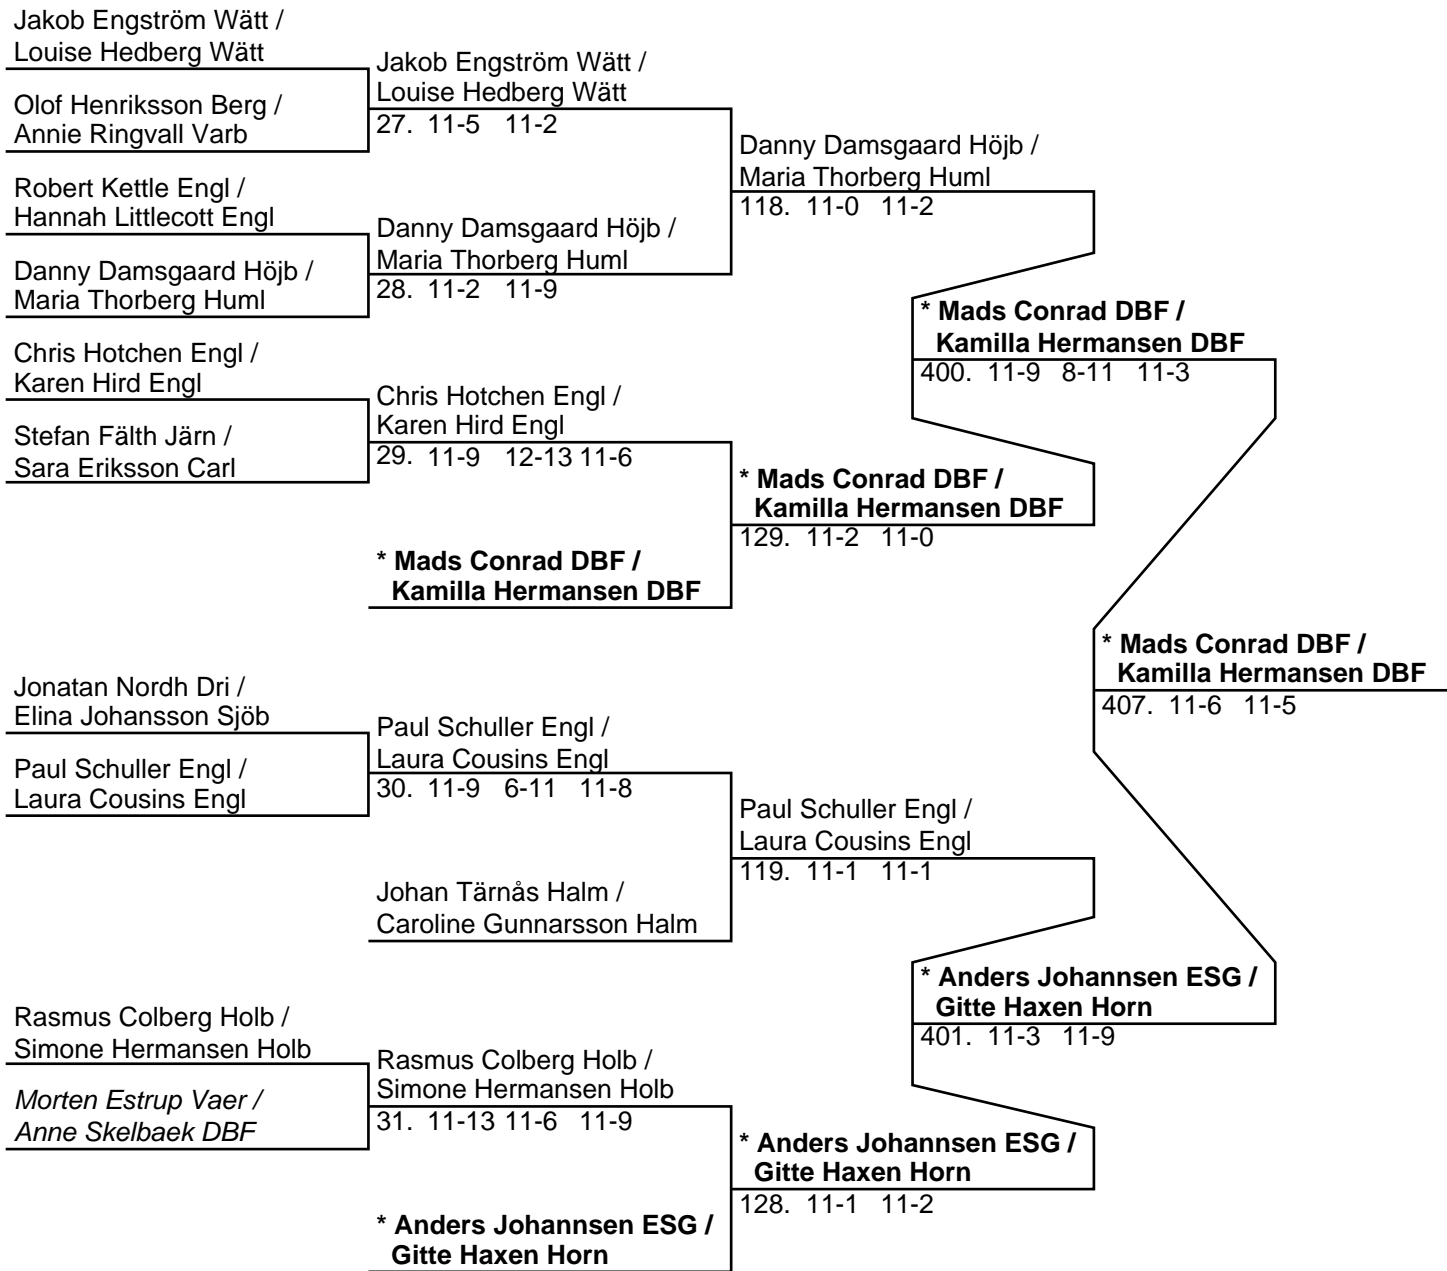 Jakob Engström Wätt /
Louise Hedberg Wätt
Olof Henriksson Berg /
Annie Ringvall Varb
Robert Kettle Engl /
Hannah Littlecott Engl
Danny Damsgaard Höjb /
Maria Thorberg Huml
Chris Hotchen Engl /
Karen Hird Engl
Stefan Fälth Järn /
Sara Eriksson Carl
Jonatan Nordh Dri /
Elina Johansson Sjöb
Paul Schuller Engl /
Laura Cousins Engl
Rasmus Colberg Holb /
Simone Hermansen Holb
Morten Estrup Vaer /
Anne Skelbaek DBF
Jakob Engström Wätt /
Louise Hedberg Wätt
27. 11-5 11-2
Danny Damsgaard Höjb /
Maria Thorberg Huml
28. 11-2 11-9
Chris Hotchen Engl /
Karen Hird Engl
29. 11-9 12-13 11-6
* Mads Conrad DBF /
Kamilla Hermansen DBF
Paul Schuller Engl /
Laura Cousins Engl
30. 11-9 6-11 11-8
Johan Tärnås Halm /
Caroline Gunnarsson Halm
Rasmus Colberg Holb /
Simone Hermansen Holb
31. 11-13 11-6 11-9
* Anders Johannsen ESG /
Gitte Haxen Horn
Danny Damsgaard Höjb /
Maria Thorberg Huml
118. 11-0 11-2
* Mads Conrad DBF /
Kamilla Hermansen DBF
129. 11-2 11-0
Paul Schuller Engl /
Laura Cousins Engl
119. 11-1 11-1
* Anders Johannsen ESG /
Gitte Haxen Horn
128. 11-1 11-2
* Mads Conrad DBF /
Kamilla Hermansen DBF
400. 11-9 8-11 11-3
* Anders Johannsen ESG /
Gitte Haxen Horn
401. 11-3 11-9
* Mads Conrad DBF /
Kamilla Hermansen DBF
407. 11-6 11-5